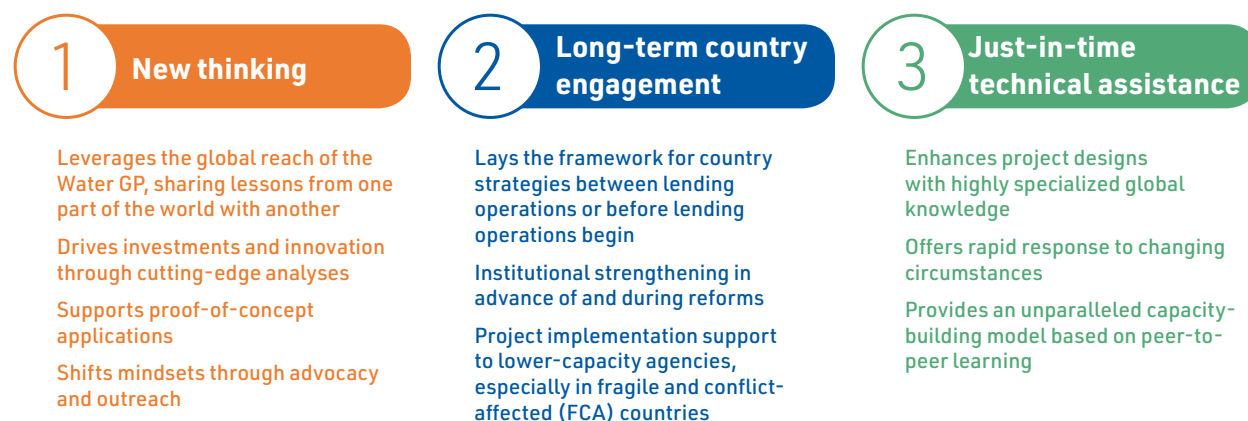 1
New thinking
Leverages the global reach of the
Water GP, sharing lessons from one
part of the world with another
Drives investments and innovation
through cutting-edge analyses
Supports proof-of-concept
applications
Shifts mindsets through advocacy
and outreach
2
Long-term country
engagement
Lays the framework for country
strategies between lending
operations or before lending
operations begin
Institutional strengthening in
advance of and during reforms
Project implementation support
to lower-capacity agencies,
especially in fragile and conflict-
affected (FCA) countries
3
Just-in-time
technical assistance
Enhances project designs
with highly specialized global
knowledge
Offers rapid response to changing
circumstances
Provides an unparalleled capacity-
building model based on peer-to-
peer learning